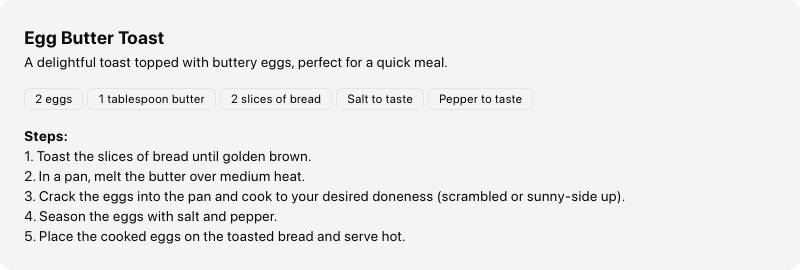 Egg Butter Toast
A delightful toast topped with buttery eggs, perfect for a quick meal.
2 eggs 1 tablespoon butter 2 slices of bread Salt to taste Pepper to taste
Steps:
1. Toast the slices of bread until golden brown.
2. In a pan, melt the butter over medium heat.
3. Crack the eggs into the pan and cook to your desired doneness (scrambled or sunny-side up).
4. Season the eggs with salt and pepper.
5. Place the cooked eggs on the toasted bread and serve hot.